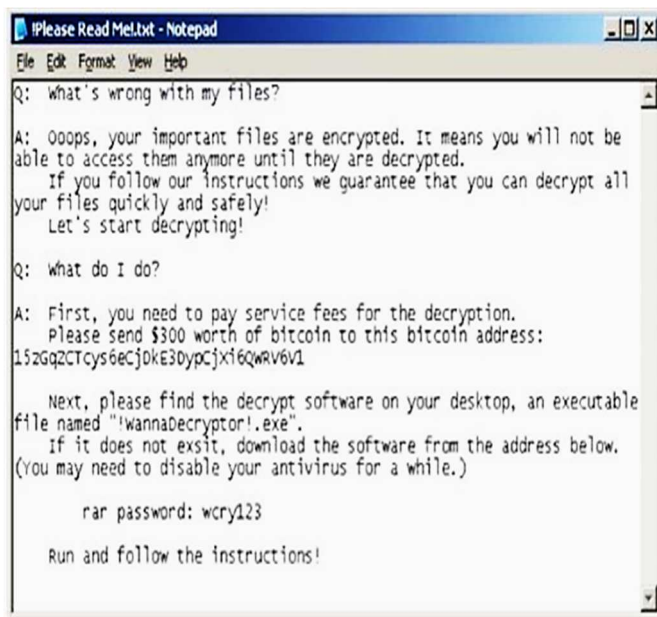 !Please Read Me!.txt - Notepad
File Edit Format View Help
Q: What's wrong with my files?
A: Ooops, your important files are encrypted. It means you will not be
able to access them anymore until they are decrypted.
If you follow our instructions we guarantee that you can decrypt all
your files quickly and safely!
Let's start decrypting!
Q: What do I do?
A: First, you need to pay service fees for the decryption.
Please send $300 worth of bitcoin to this bitcoin address:
15zGqZCTcys6eCjDkE3DypCjXi6QWRV6V1
Next, please find the decrypt software on your desktop, an executable
file named "!WannaDecryptor!.exe".
If it does not exsit, download the software from the address below.
(You may need to disable your antivirus for a while.)
rar password: wcry123
Run and follow the instructions!